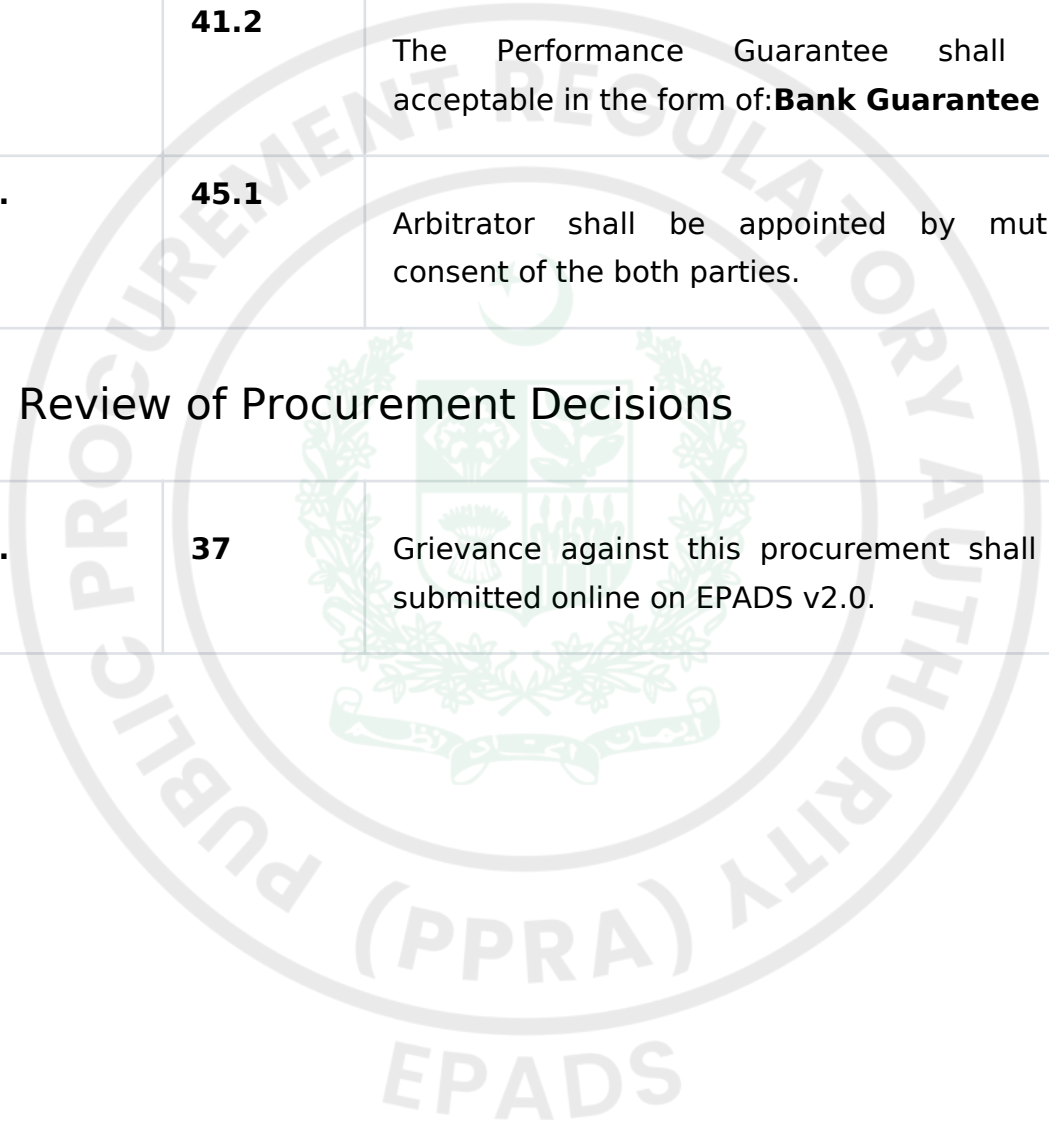 41.2
The Performance Guarantee shall
acceptable in the form of:Bank Guarantee
. 45.1
Arbitrator shall be appointed by mut
consent of the both parties.
Review of Procurement Decisions
. 37 Grievance against this procurement shall
submitted online on EPADS v2.0.
PUBLIC PROCUREMENT REGULATORY AUTHORITY
(PPRA)
EPADS